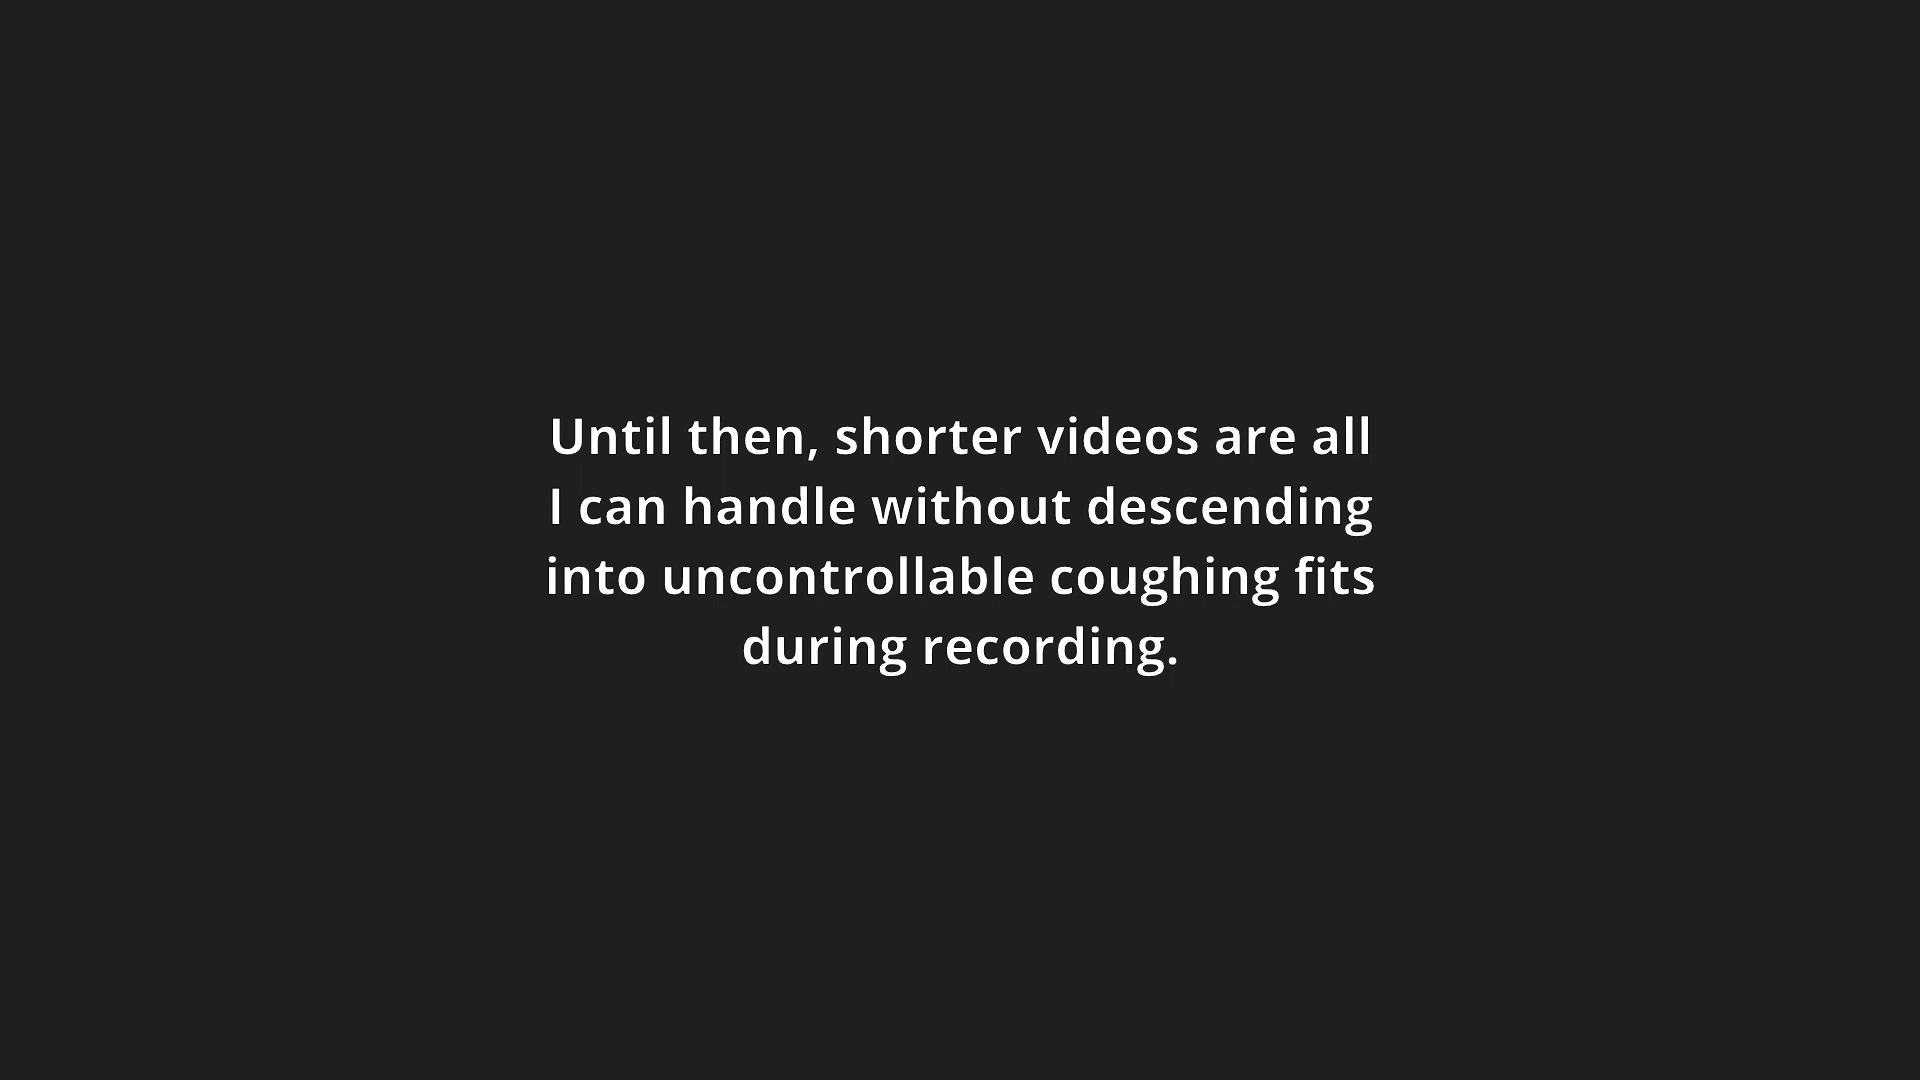 Until then, shorter videos are all
I can handle without descending
into uncontrollable coughing fits
during recording.